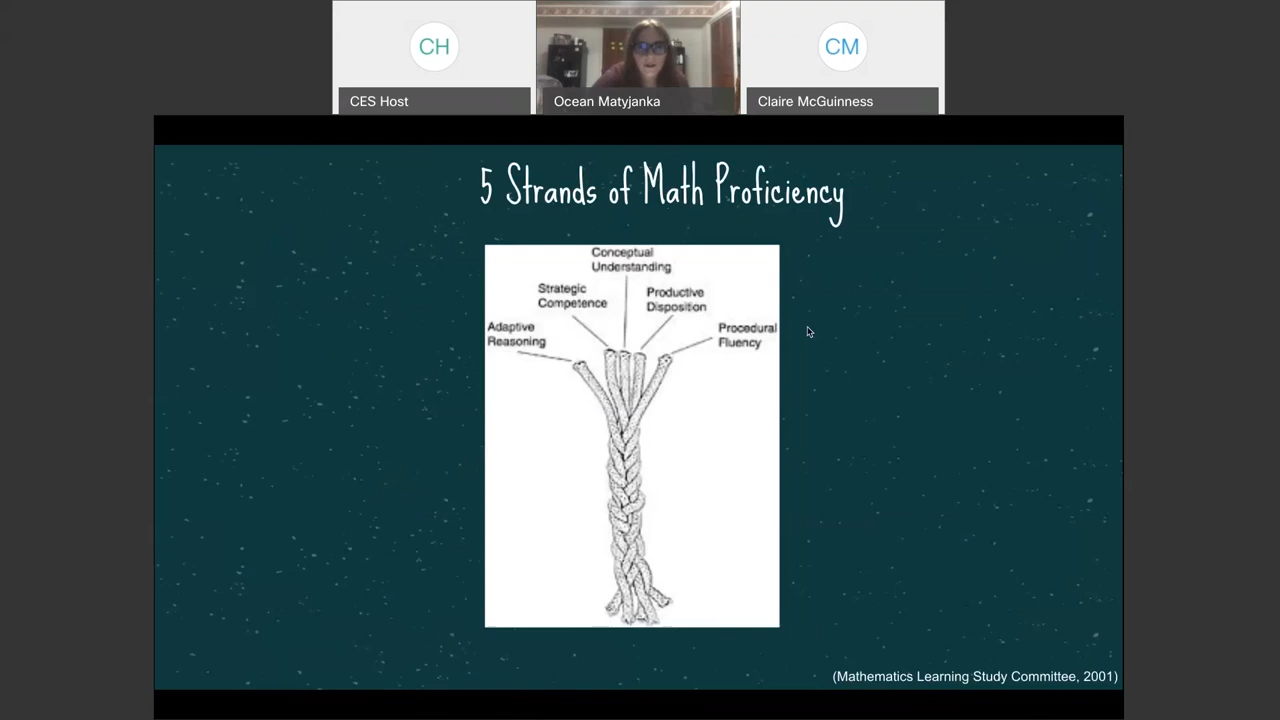 CH
CM
CES Host
Ocean Matyjanka
Claire McGuinness
5 Strands of Math Proficiency
Conceptual
Understanding
Strategic
Competence
Productive
Disposition
Adaptive
Reasoning
Procedural
Fluency
(Mathematics Learning Study Committee, 2001)